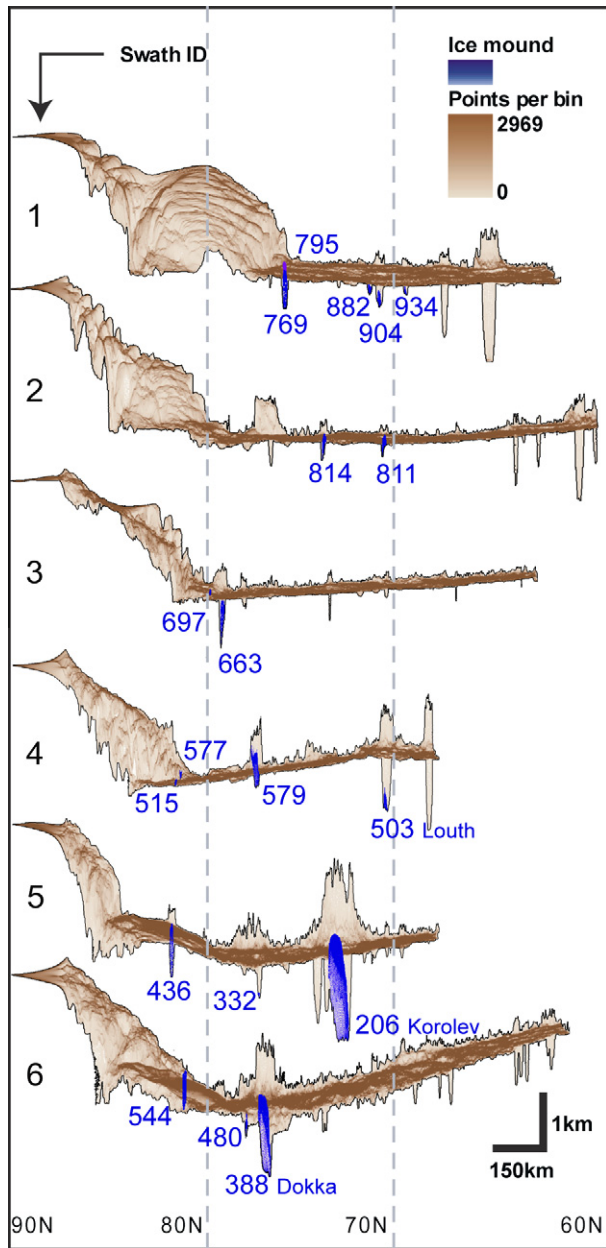 Swath ID
Ice mound
Points per bin
2969
0
1
795
882
934
769
904
2
814
811
3
697
663
4
577
515
579
503 Louth
5
436
332
206 Korolev
6
544
480
388 Dokka
1km
150km
90N
80N
70N
60N